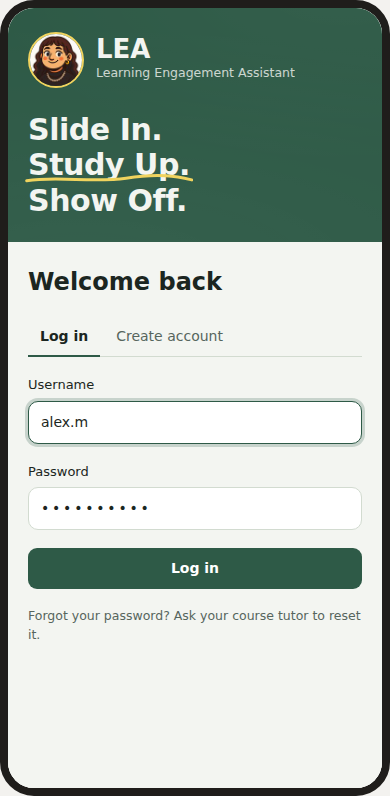 LEA
Learning Engagement Assistant
Slide In.
Study Up.
Show Off.
Welcome back
Log in
Create account
Username
alex.m
Password
••••••••••
Log in
Forgot your password? Ask your course tutor to reset
it.